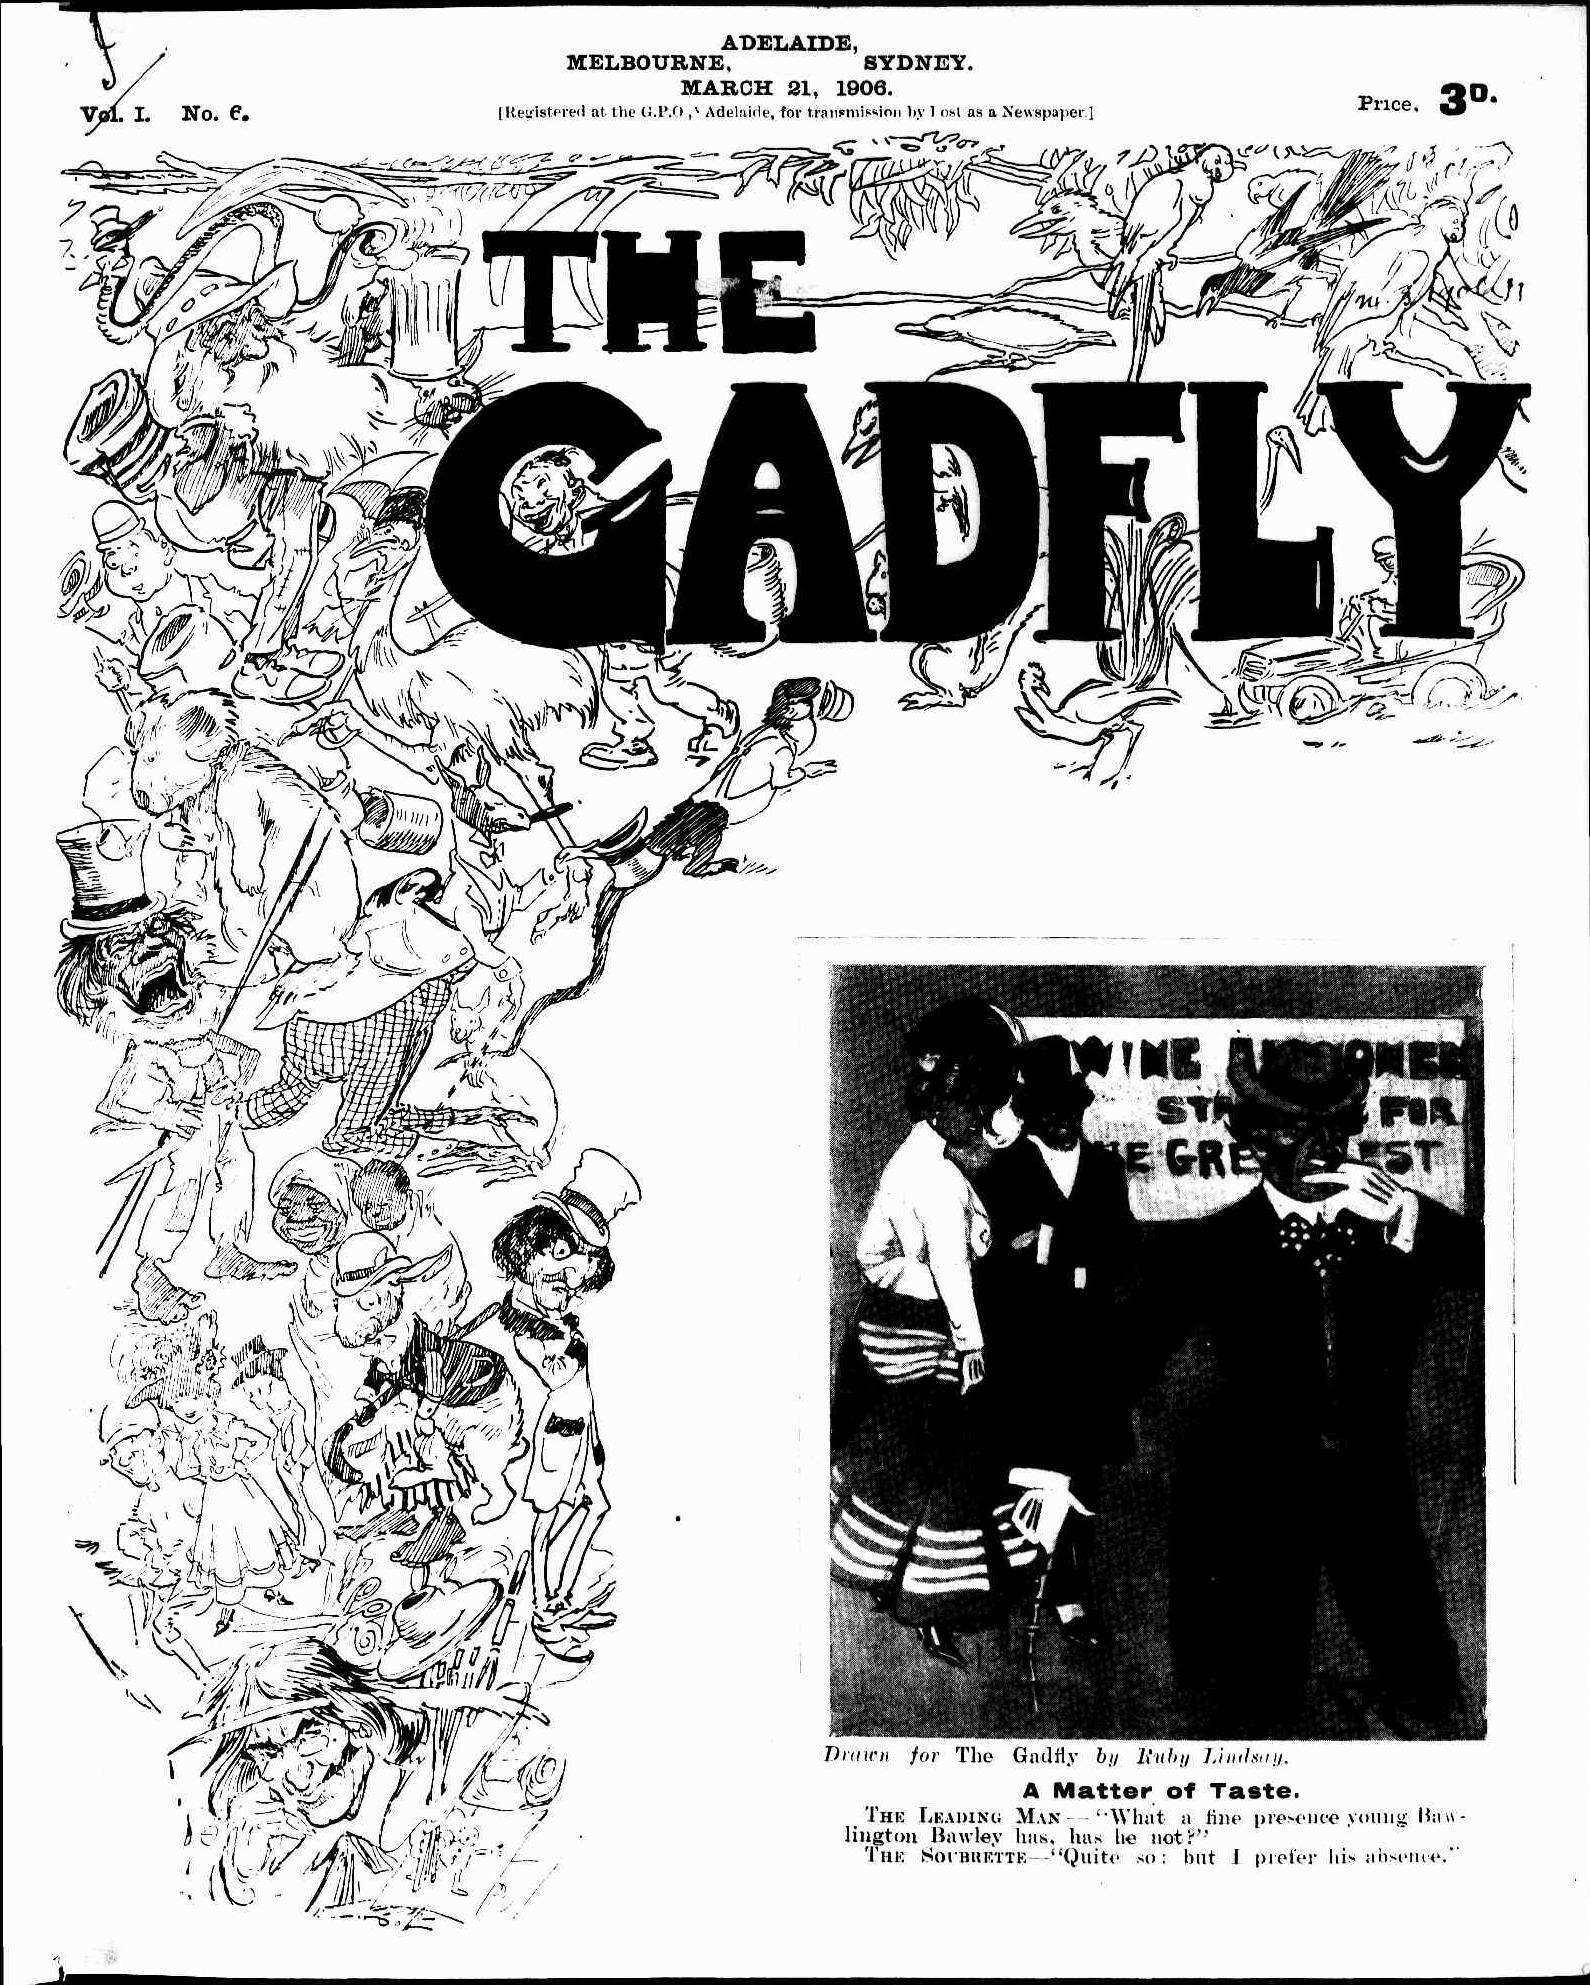 ADELAIDE,
MELBOURNE, SYDNEY.
MARCH 21, 1906.
Vol. I. No. 6.
[Registered at the G.P.O., Adelaide, for transmission by Post as a Newspaper.]
Price, 3D.
THE
GADFLY
WINE
FOR
GRE EST
Drawn for The Gadfly by Ruby Lindsay.
A Matter of Taste.
THE LEADING MAN—"What a fine presence young Baw-
lington Bawley has, has he not?"
THE SOUBRETTE—"Quite so; but I prefer his absence."